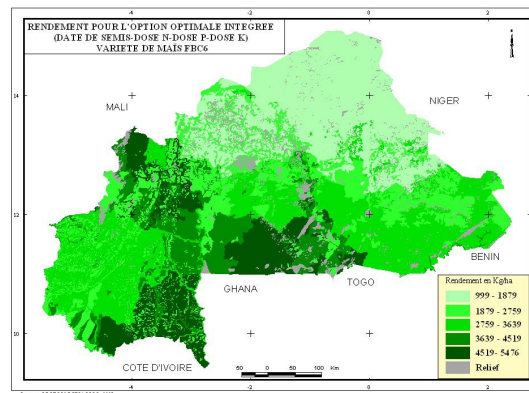 RENDEMENT POUR L'OPTION OPTIMALE INTEGREE
(DATE DE SEMIS-DOSE N-DOSE P-DOSE K)
VARIETE DE MAÏS FBC6
MALI
NIGER
BENIN
TOGO
GHANA
COTE D'IVOIRE
14
12
10
-4
-2
0
2
Rendement en Kg/ha
999 - 1879
1879 - 2759
2759 - 3639
3639 - 4519
4519- 5476
Relief
50 0 50 100 Km